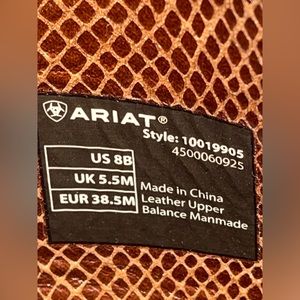 ARIAT®
Style: 10019905
4500060925
US 8B
UK 5.5M
EUR 38.5M
Made in China
Leather Upper
Balance Manmade